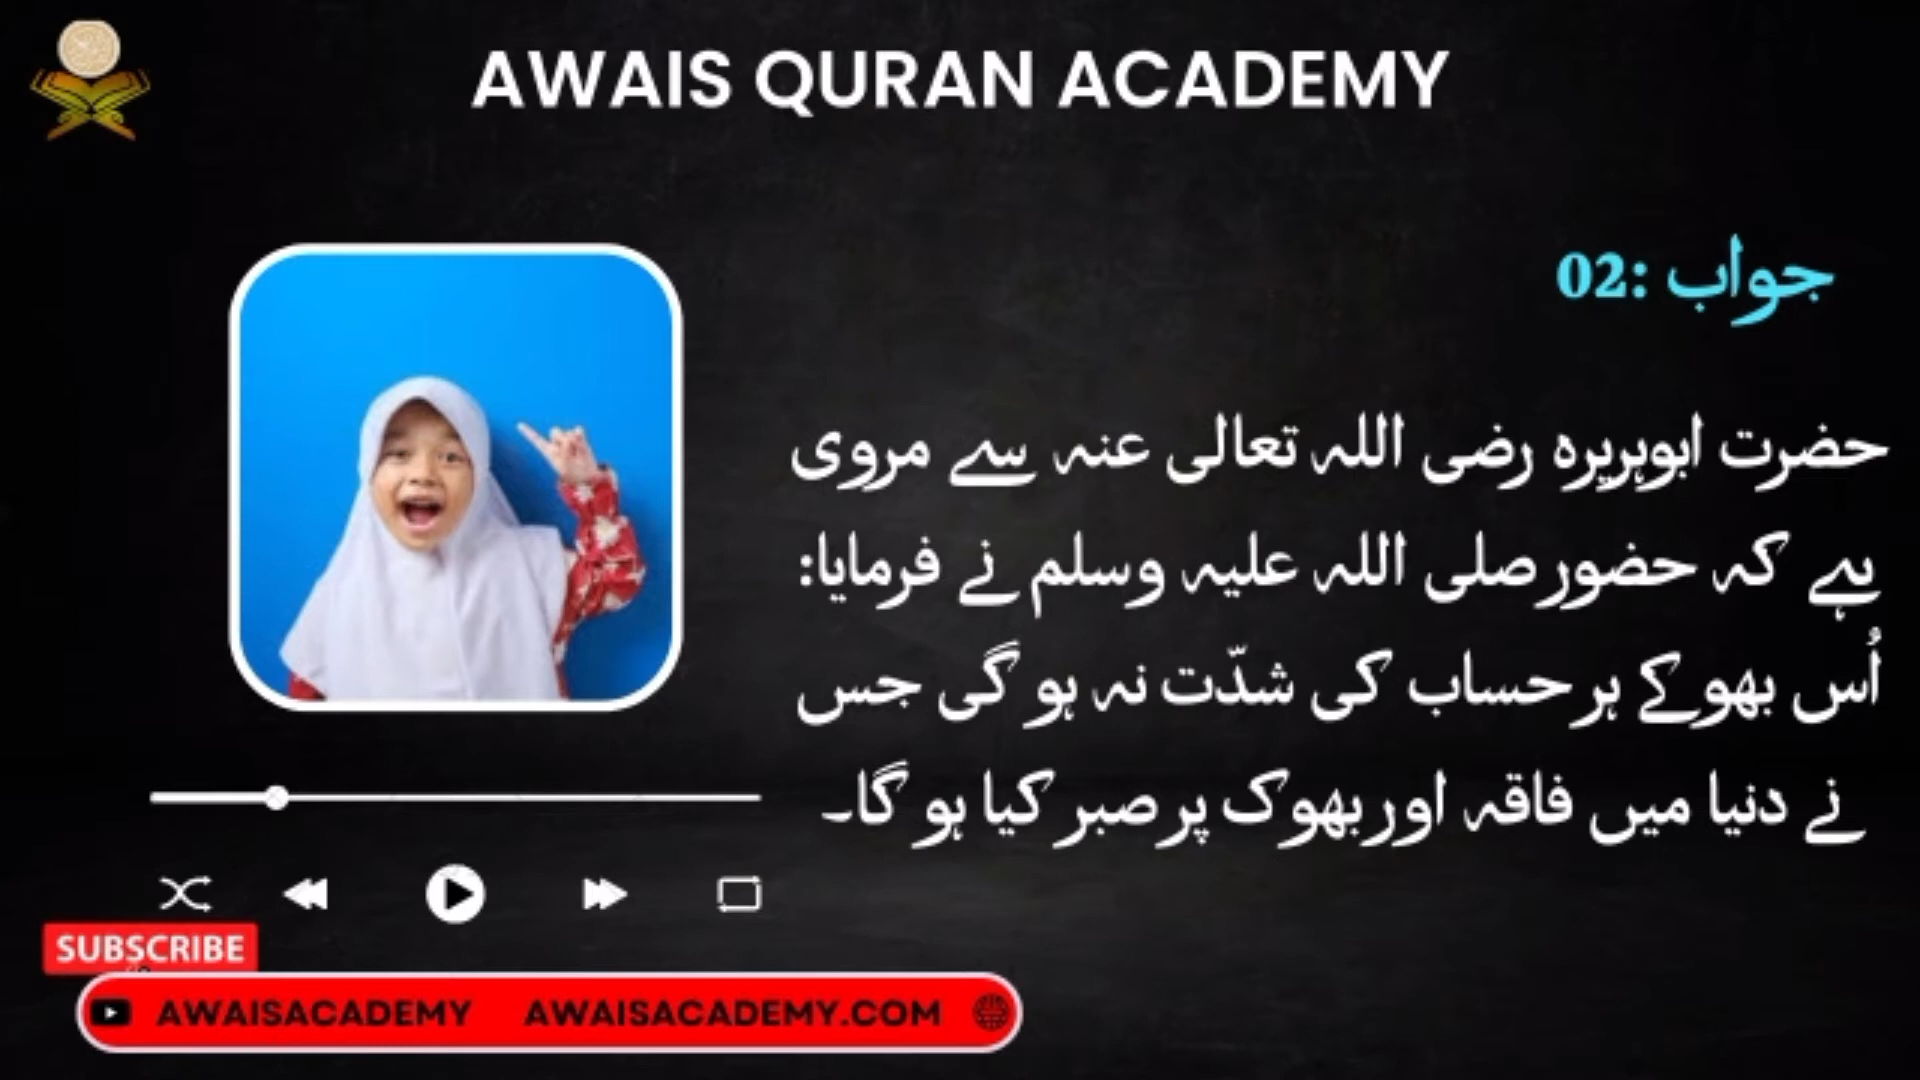 AWAIS QURAN ACADEMY
جواب :02
حضرت ابوہریرہ رضی اللہ تعالی عنہ سے مروی
ہے کہ حضور صلی اللہ علیہ وسلم نے فرمایا:
اُس بھوکے ہر حساب کی شدّت نہ ہو گی جس
نے دنیا میں فاقہ اور بھوک پر صبر کیا ہو گا۔
SUBSCRIBE
AWAISACADEMY AWAISACADEMY.COM